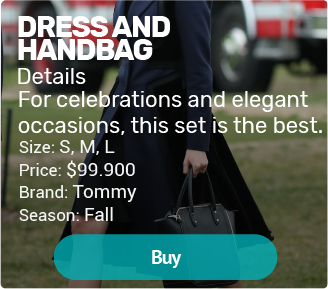 DRESS AND
HANDBAG
Details
For celebrations and elegant
occasions, this set is the best.
Size: S, M, L
Price: $99.900
Brand: Tommy
Season: Fall
Buy